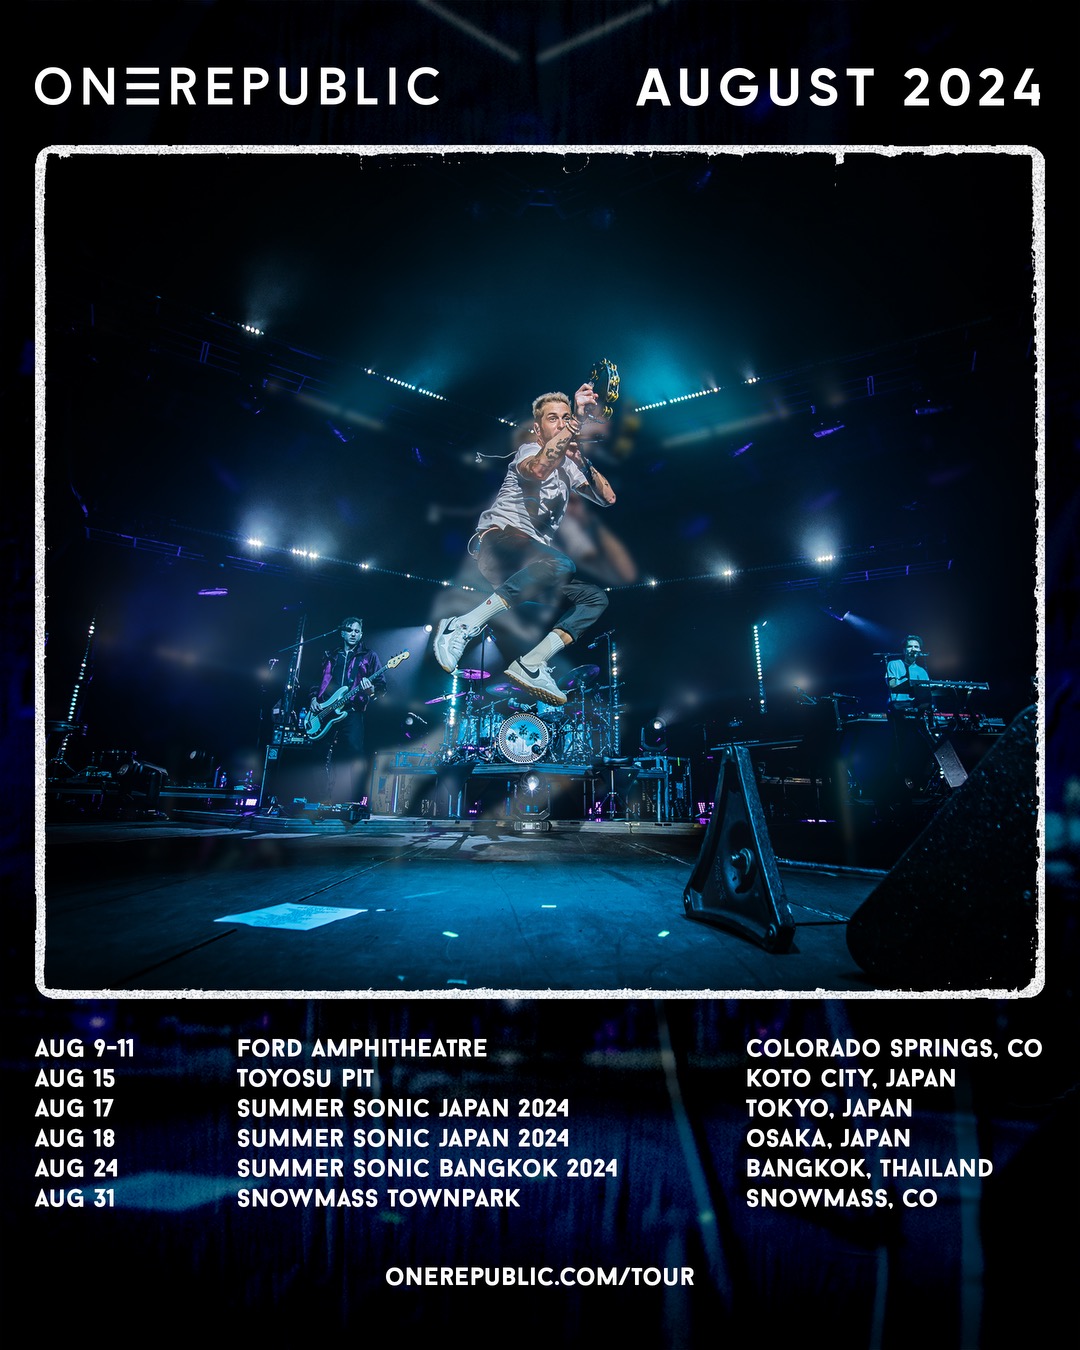 ONEREPUBLIC
AUGUST 2024
AUG 9-11 FORD AMPHITHEATRE COLORADO SPRINGS, CO
AUG 15 TOYOSU PIT KOTO CITY, JAPAN
AUG 17 SUMMER SONIC JAPAN 2024 TOKYO, JAPAN
AUG 18 SUMMER SONIC JAPAN 2024 OSAKA, JAPAN
AUG 24 SUMMER SONIC BANGKOK 2024 BANGKOK, THAILAND
AUG 31 SNOWMASS TOWNPARK SNOWMASS, CO
ONEREPUBLIC.COM/TOUR